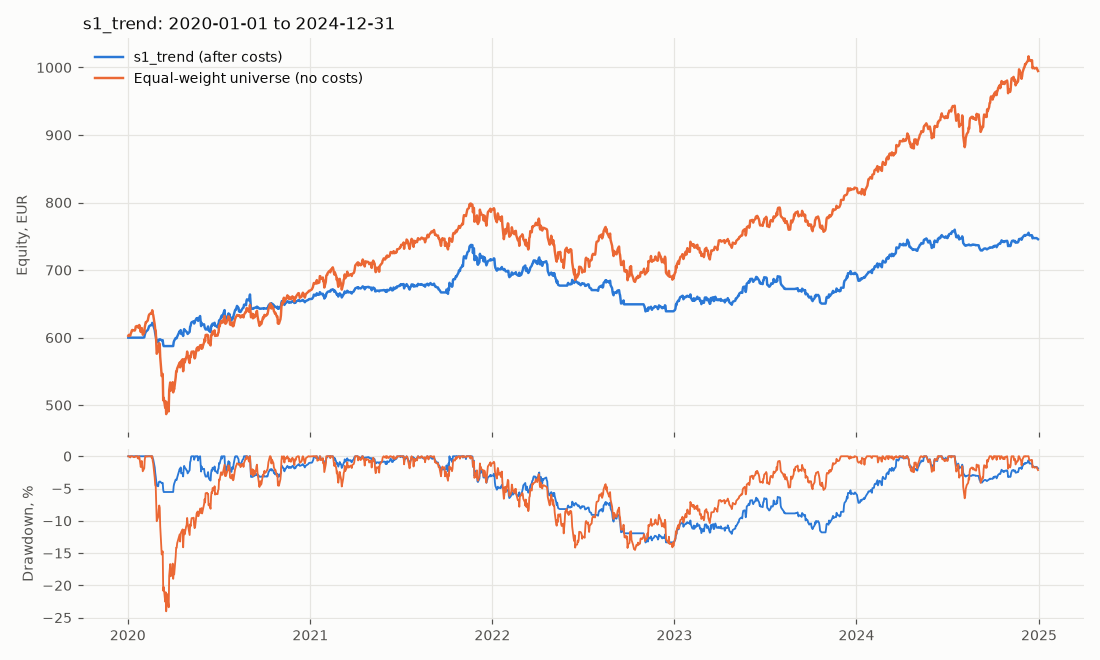 s1_trend: 2020-01-01 to 2024-12-31
s1_trend (after costs)
Equal-weight universe (no costs)
Equity, EUR
1000
900
800
700
600
500
Drawdown, %
0
−5
−10
−15
−20
−25
2020 2021 2022 2023 2024 2025